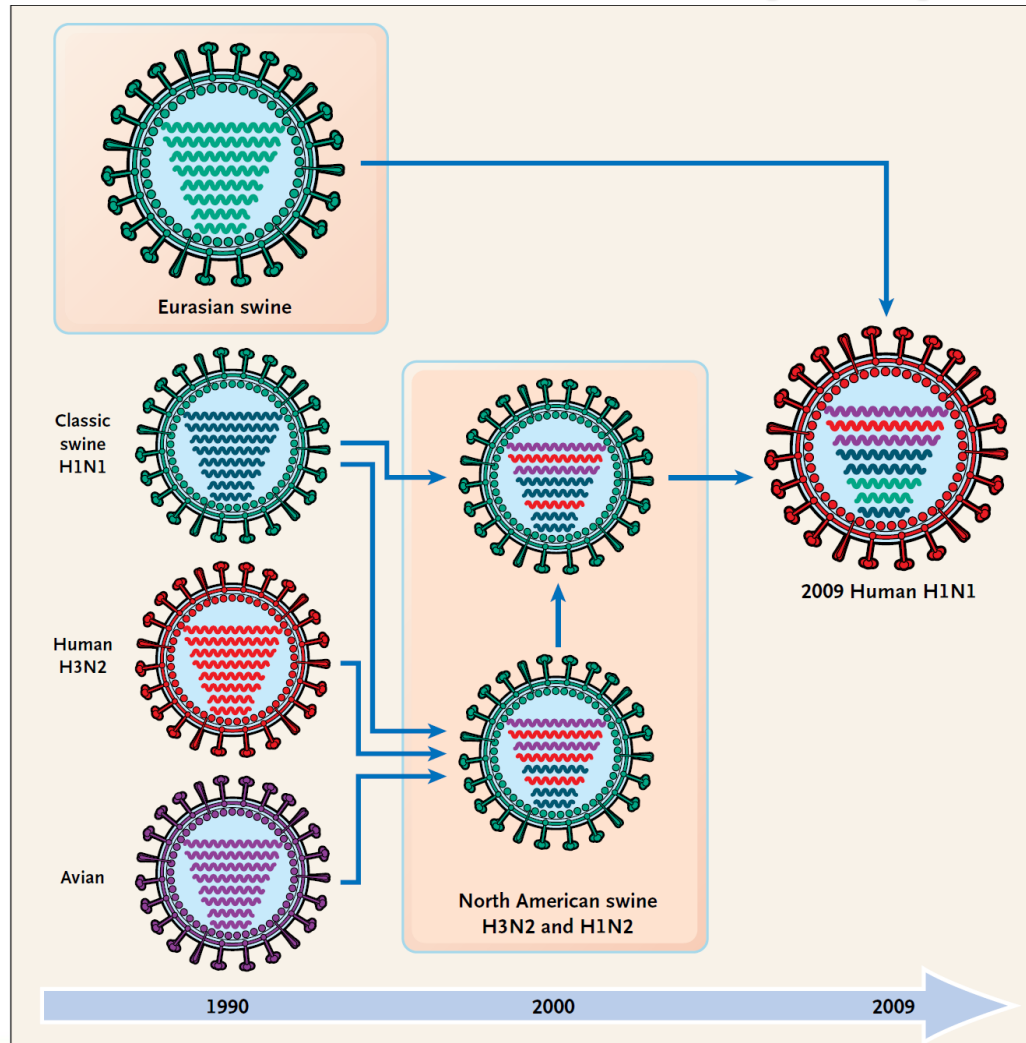 Eurasian swine
Classic
swine
H1N1
Human
H3N2
Avian
North American swine
H3N2 and H1N2
2009 Human H1N1
1990
2000
2009